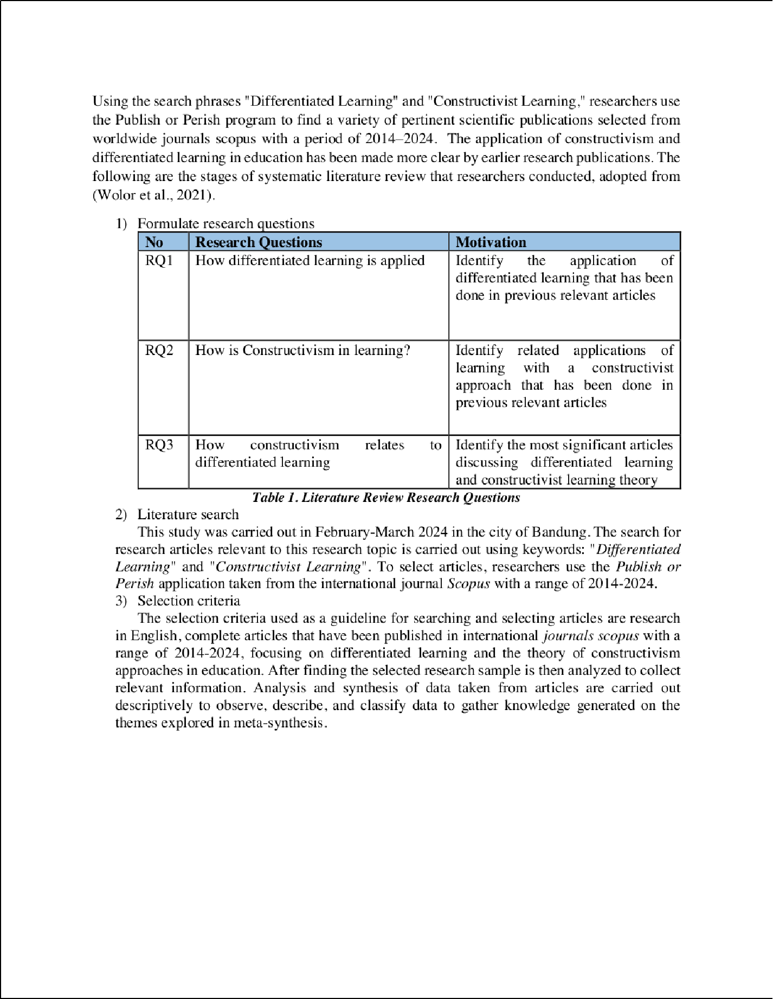 Using the search phrases "Differentiated Learning" and "Constructivist Learning," researchers use
the Publish or Perish program to find a variety of pertinent scientific publications selected from
worldwide journals scopus with a period of 2014–2024.  The application of constructivism and
differentiated learning in education has been made more clear by earlier research publications. The
following are the stages of systematic literature review that researchers conducted, adopted from
(Wolor et al., 2021).
1) Formulate research questions
No Research Questions Motivation
RQ1 How differentiated learning is applied Identify the application of
differentiated learning that has been
done in previous relevant articles
RQ2 How is Constructivism in learning? Identify related applications of
learning with a constructivist
approach that has been done in
previous relevant articles
RQ3 How constructivism relates to Identify the most significant articles
differentiated learning discussing differentiated learning
and constructivist learning theory
Table 1. Literature Review Research Questions
2) Literature search
This study was carried out in February-March 2024 in the city of Bandung. The search for
research articles relevant to this research topic is carried out using keywords: "Differentiated
Learning" and "Constructivist Learning". To select articles, researchers use the Publish or
Perish application taken from the international journal Scopus with a range of 2014-2024.
3) Selection criteria
The selection criteria used as a guideline for searching and selecting articles are research
in English, complete articles that have been published in international journals scopus with a
range of 2014-2024, focusing on differentiated learning and the theory of constructivism
approaches in education. After finding the selected research sample is then analyzed to collect
relevant information. Analysis and synthesis of data taken from articles are carried out
descriptively to observe, describe, and classify data to gather knowledge generated on the
themes explored in meta-synthesis.